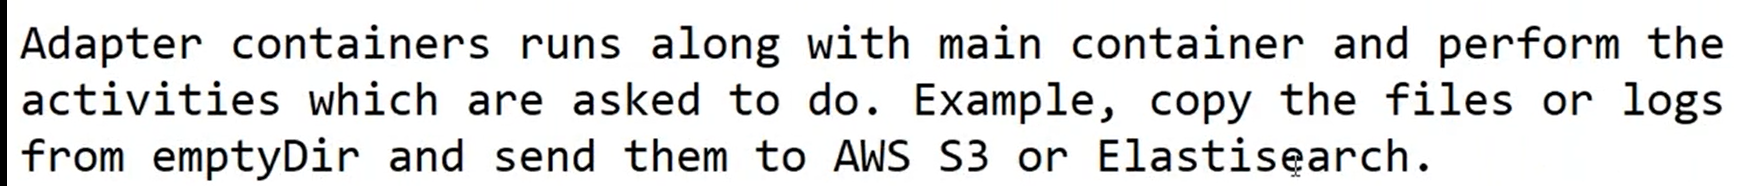 Adapter containers runs along with main container and perform the
activities which are asked to do. Example, copy the files or logs
from emptyDir and send them to AWS S3 or Elastisearch.